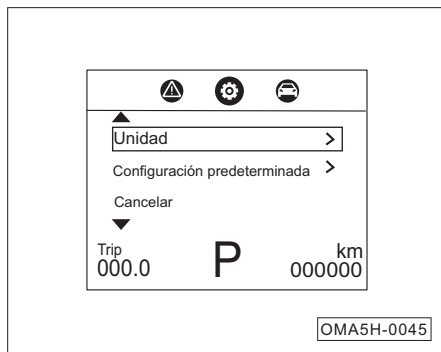 Unidad >
Configuración predeterminada >
Cancelar
Trip
000.0
P
km
000000
OMA5H-0045